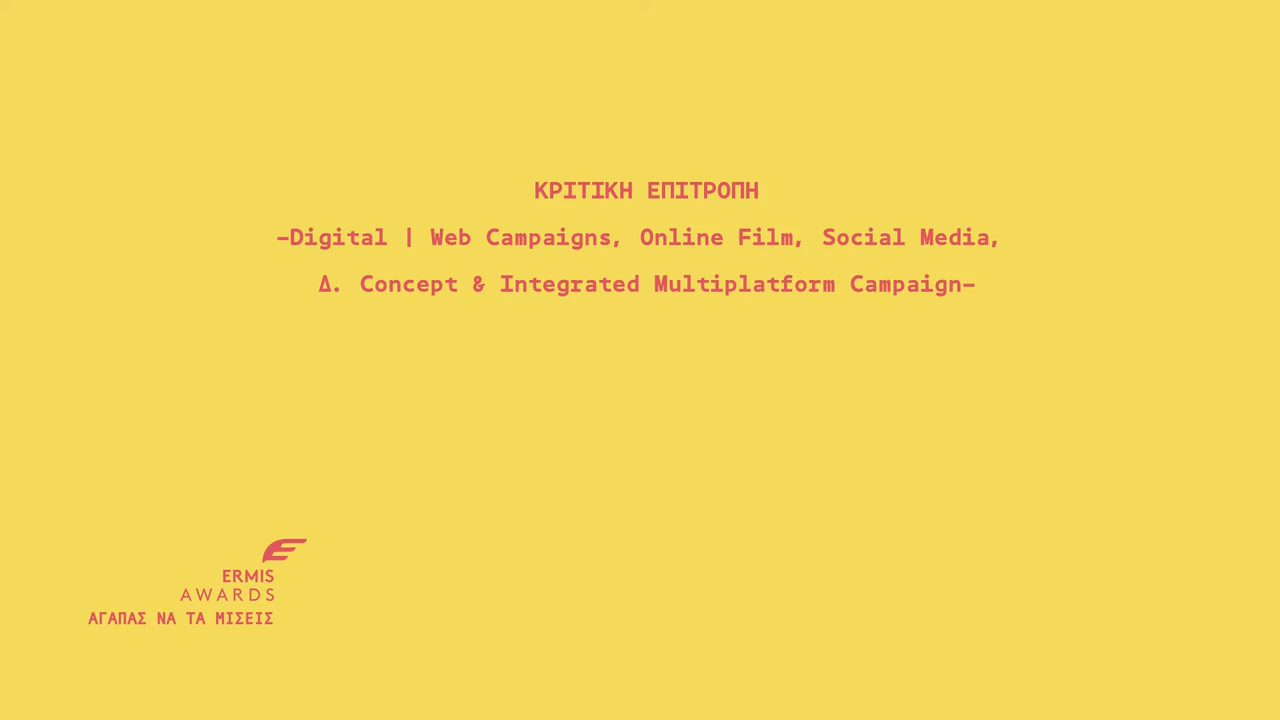 ΚΡΙΤΙΚΗ ΕΠΙΤΡΟΠΗ
-Digital | Web Campaigns, Online Film, Social Media,
Δ. Concept & Integrated Multiplatform Campaign-
ERMIS
AWARDS
ΑΓΑΠΑΣ ΝΑ ΤΑ ΜΙΣΕΙΣ